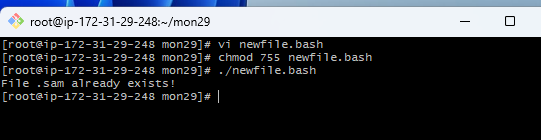 root@ip-172-31-29-248:~/mon29
[root@ip-172-31-29-248 mon29]# vi newfile.bash
[root@ip-172-31-29-248 mon29]# chmod 755 newfile.bash
[root@ip-172-31-29-248 mon29]# ./newfile.bash
File .sam already exists!
[root@ip-172-31-29-248 mon29]#